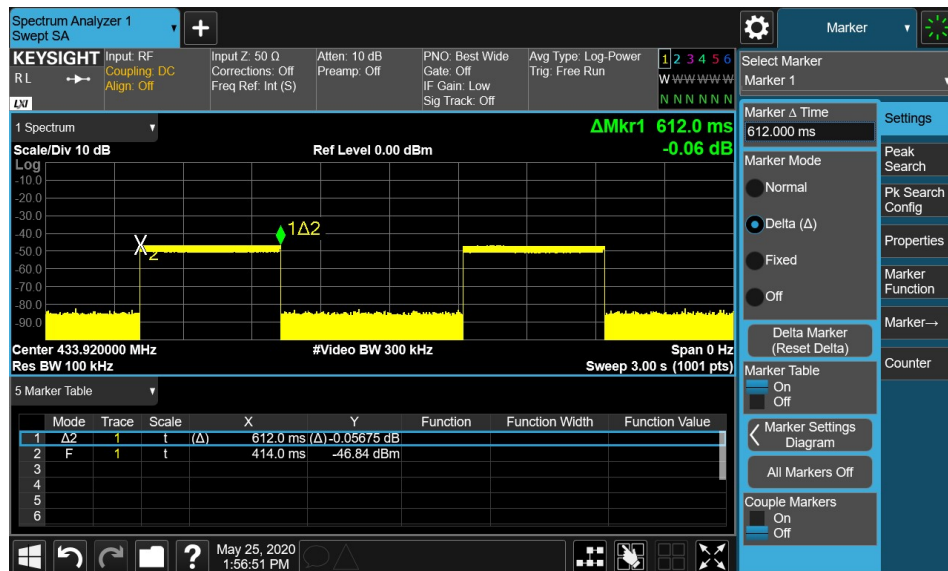 Spectrum Analyzer 1
Swept SA
+
Marker
KEYSIGHT
RL
LXI
Input: RF
Coupling: DC
Align: Off
Input Z: 50 Ω
Corrections: Off
Freq Ref: Int (S)
Atten: 10 dB
Preamp: Off
PNO: Best Wide
Gate: Off
IF Gain: Low
Sig Track: Off
Avg Type: Log-Power
Trig: Free Run
1 2 3 4 5 6
W W W W W W
N N N N N N
Select Marker
Marker 1
1 Spectrum
ΔMkr1 612.0 ms
-0.06 dB
Scale/Div 10 dB
Ref Level 0.00 dBm
Log
-10.0
-20.0
-30.0
-40.0
-50.0
-60.0
-70.0
-80.0
-90.0
X2
1Δ2
Center 433.920000 MHz
#Video BW 300 kHz
Span 0 Hz
Res BW 100 kHz
Sweep 3.00 s (1001 pts)
Marker Δ Time
612.000 ms
Marker Mode
Normal
Delta (Δ)
Fixed
Off
Delta Marker
(Reset Delta)
Marker Table
On
Off
Marker Settings
Diagram
All Markers Off
Couple Markers
On
Off
Settings
Peak
Search
Pk Search
Config
Properties
Marker
Function
Marker→
Counter
5 Marker Table
Mode Trace Scale X Y Function Function Width Function Value
1 Δ2 1 t (Δ) 612.0 ms (Δ) -0.05675 dB
2 F 1 t 414.0 ms -46.84 dBm
3
4
5
6
?
May 25, 2020
1:56:51 PM